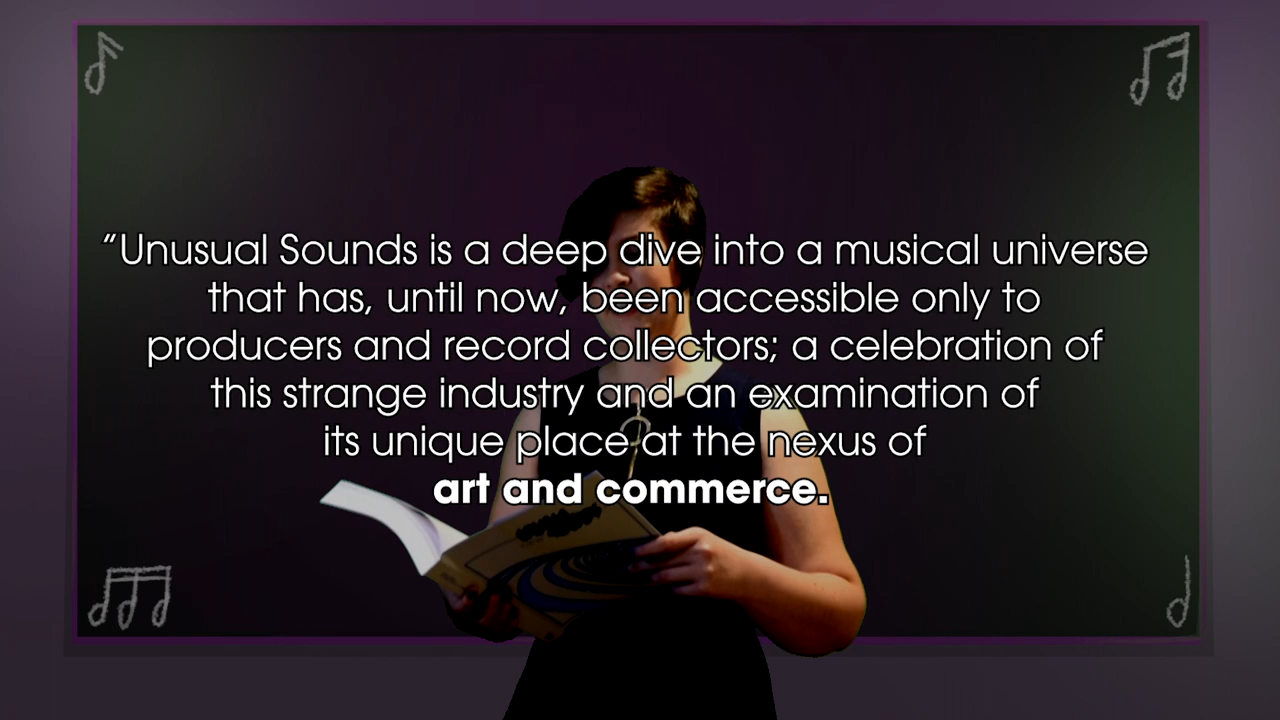 "Unusual Sounds is a deep dive into a musical universe
that has, until now, been accessible only to
producers and record collectors; a celebration of
this strange industry and an examination of
its unique place at the nexus of
art and commerce.